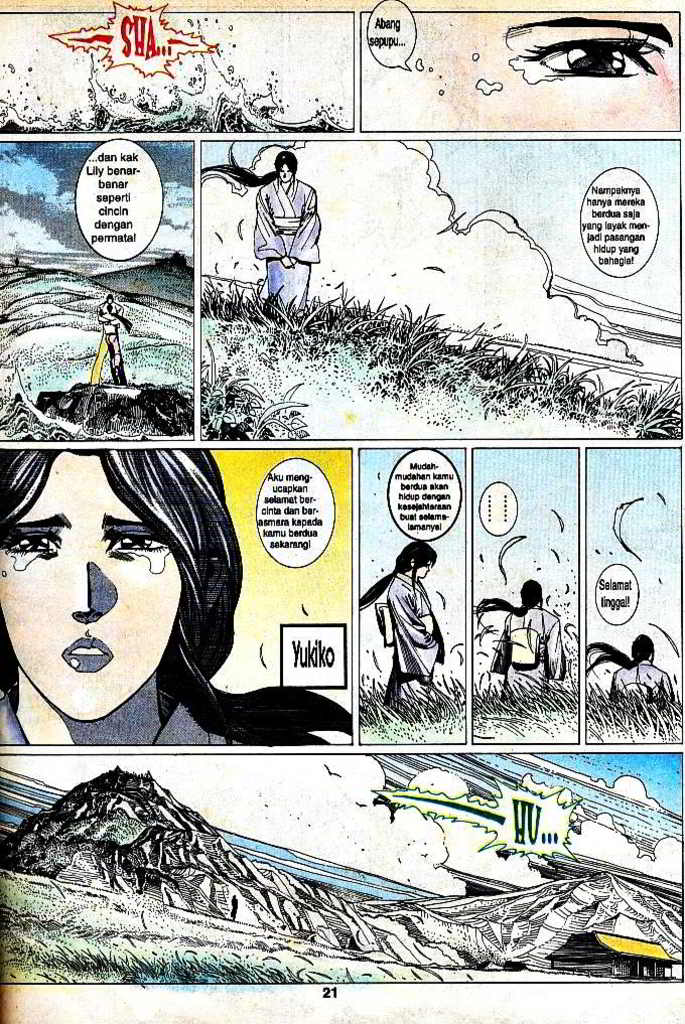 SHA...
Abang
sepupu...
...dan kak
Lily benar-
benar
seperti
cincin
dengan
permata!
Nampaknya
hanya mereka
berdua saja
yang layak men-
jadi pasangan
hidup yang
bahagia!
Aku meng-
ucapkan
selamat ber-
cinta dan ber-
asmara kepada
kamu berdua
sekarang!
Yukiko
Mudah-
mudahan kamu
berdua akan
hidup dengan
kesejahteraan
buat selama-
lamanya!
Selamat
tinggal!
HU...
21